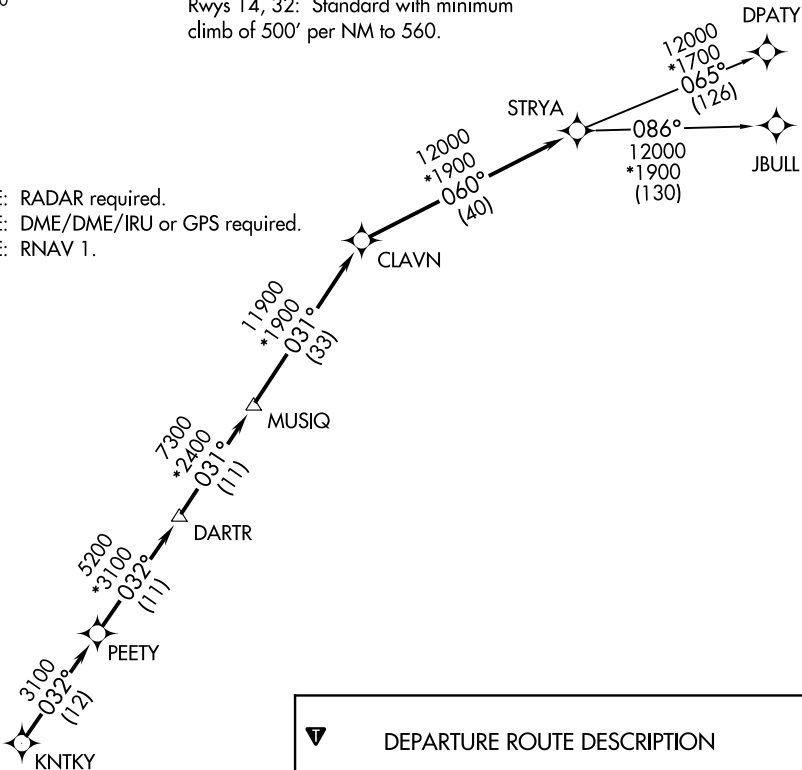 Rwys 14, 32: Standard with minimum
climb of 500' per NM to 560.
DPATY
12000
*1700
065°
(126)
STRYA
086°
12000
*1900
(130)
JBULL
12000
*1900
060°
(40)
: RADAR required.
: DME/DME/IRU or GPS required.
: RNAV 1.
CLAVN
11900
*1900
031°
(33)
MUSIQ
7300
*2400
031°
(11)
DARTR
5200
*3100
032°
(11)
PEETY
3100
032°
(12)
KNTKY
T
DEPARTURE ROUTE DESCRIPTION